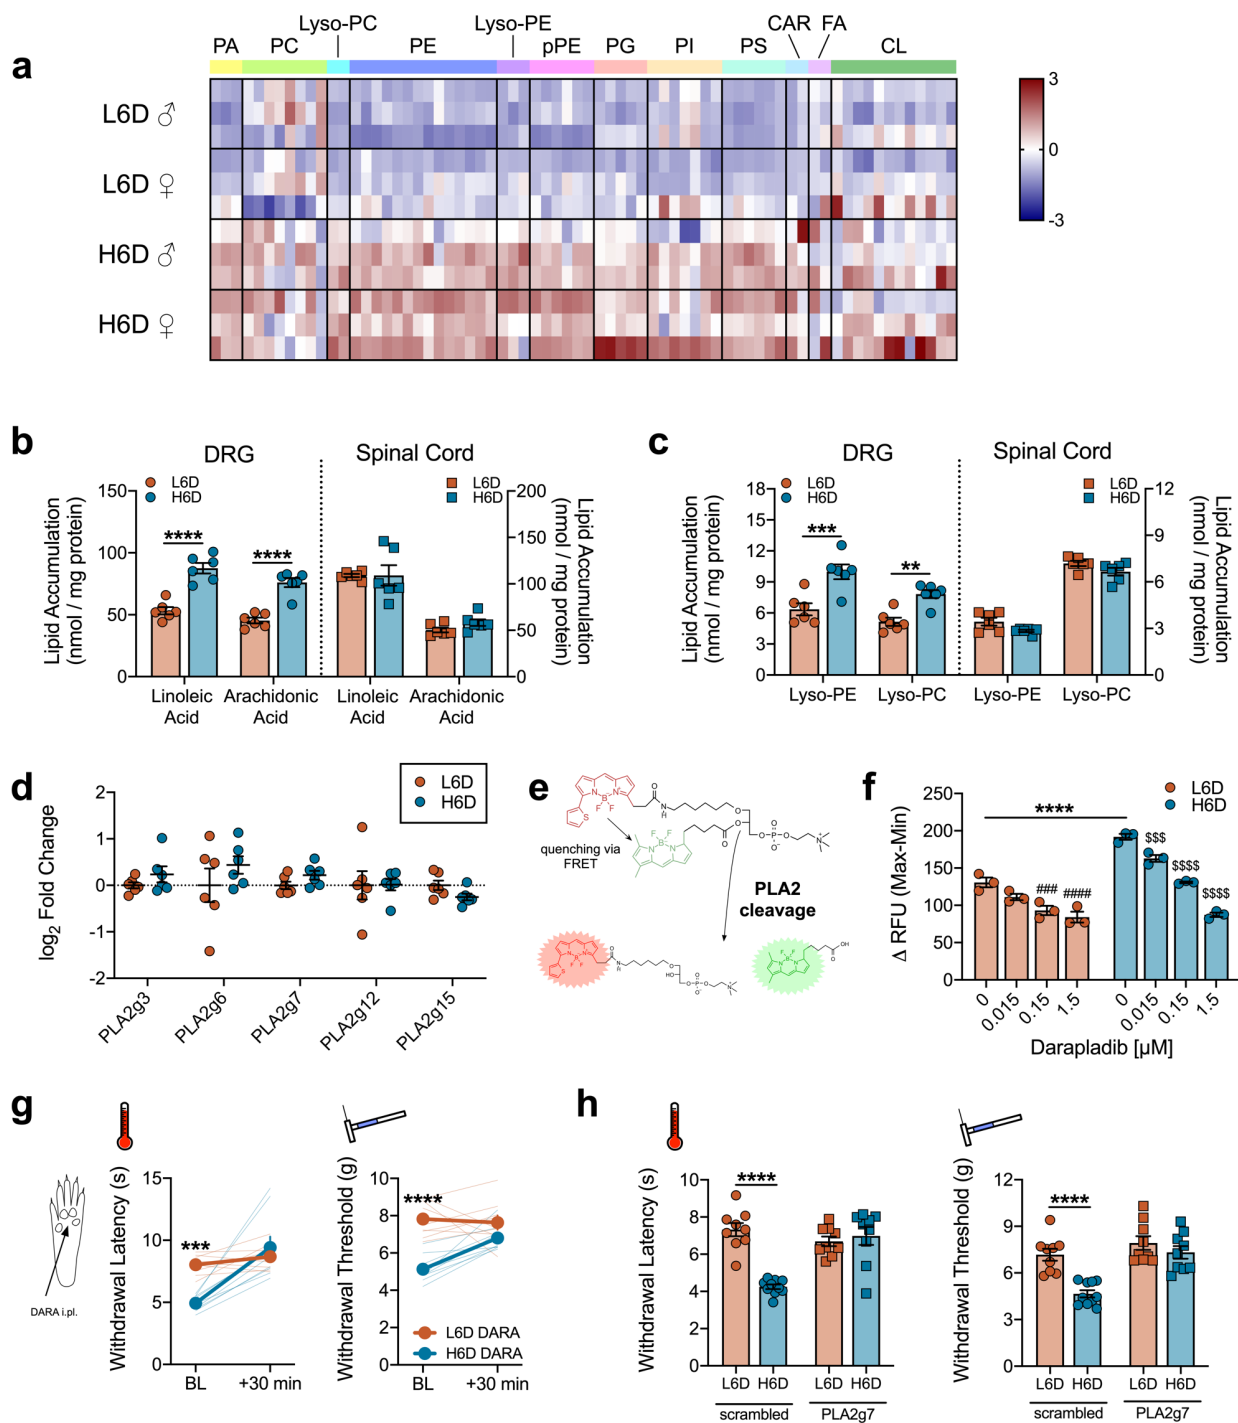 a
PA PC Lyso-PC PE Lyso-PE pPE PG PI PS CAR FA CL
L6D ♂
L6D ♀
H6D ♂
H6D ♀
3
0
-3
b
DRG
Spinal Cord
L6D
H6D
L6D
H6D
Lipid Accumulation
(nmol / mg protein)
150
100
50
0
****
****
200
150
100
50
0
Lipid Accumulation
(nmol / mg protein)
Linoleic
Acid
Arachidonic
Acid
Linoleic
Acid
Arachidonic
Acid
c
DRG
Spinal Cord
L6D
H6D
L6D
H6D
Lipid Accumulation
(nmol / mg protein)
18
15
12
9
6
3
0
***
**
12
9
6
3
0
Lipid Accumulation
(nmol / mg protein)
Lyso-PE Lyso-PC Lyso-PE Lyso-PC
d
L6D
H6D
log2 Fold Change
2
1
0
-1
-2
PLA2g3
PLA2g6
PLA2g7
PLA2g12
PLA2g15
e
quenching via
FRET
PLA2
cleavage
f
L6D
H6D
Δ RFU (Max-Min)
250
200
150
100
50
0
****
###
####
$$$
$$$$
$$$$
0 0.015 0.15 1.5 0 0.015 0.15 1.5
Darapladib [µM]
g
DARA i.pl.
Withdrawal Latency (s)
15
10
5
0
***
BL +30 min
Withdrawal Threshold (g)
10
8
6
4
2
0
****
L6D DARA
H6D DARA
BL +30 min
h
Withdrawal Latency (s)
10
8
6
4
2
0
****
L6D H6D L6D H6D
scrambled PLA2g7
Withdrawal Threshold (g)
12
9
6
3
0
****
L6D H6D L6D H6D
scrambled PLA2g7